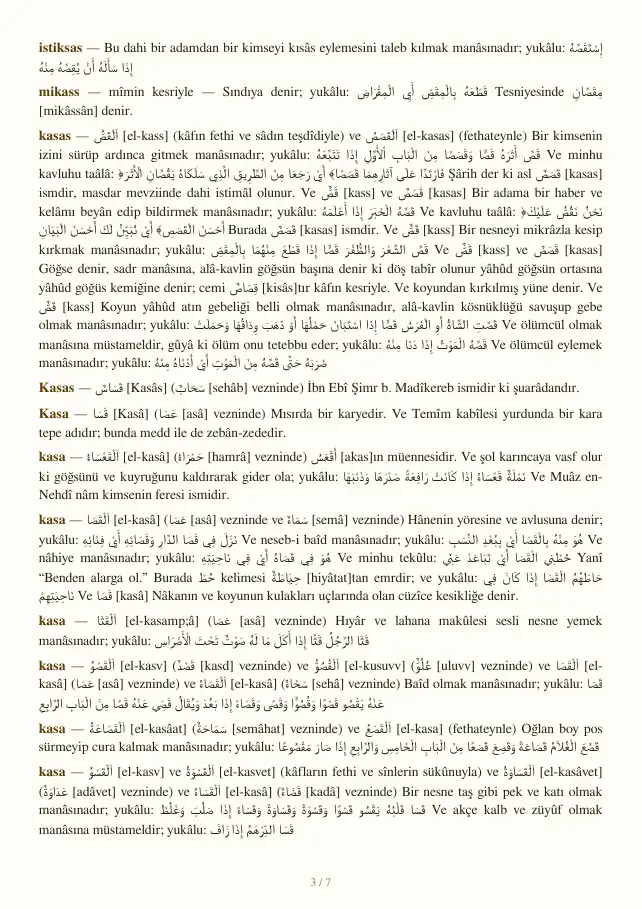 istiksas — Bu dahi bir adamdan bir kimseyi kısâs eylemesini taleb kılmak manâsınadır; yukâlu: إِسْتَقَصَّهُ
إِذَا سَأَلَهُ أَنْ يُقِصَّهُ مِنْهُ
mikass — mîmin kesriyle — Sındıya denir; yukâlu: قَطَعَهُ بِالْمِقَصِّ أَيِ الْمِقْرَاضِ Tesniyesinde مِقَصَّانِ
[mikâssân] denir.
kasas — اَلْقَصُّ [el-kass] (kâfın fethi ve sâdın teşdîdiyle) ve اَلْقَصَصُ [el-kasas] (fethateynle) Bir kimsenin
izini sürüp ardınca gitmek manâsınadır; yukâlu: قَصَّ أَثَرَهُ قَصًّا وَقَصَصًا مِنَ الْبَابِ الْأَوَّلِ إِذَا تَتَبَّعَهُ Ve minhu
kavluhu taâlâ: ﴿فَارْتَدَّا عَلَى آثَارِهِمَا قَصَصًا﴾ أَيْ رَجَعَا مِنَ الطَّرِيقِ الَّذِي سَلَكَاهُ يَقُصَّانِ الْأَثَرَ Şârih der ki asl قَصَصٌ [kasas]
ismdir, masdar mevziinde dahi istimâl olunur. Ve قَصٌّ [kass] ve قَصَصٌ [kasas] Bir adama bir haber ve
kelâmı beyân edip bildirmek manâsınadır; yukâlu: قَصَّهُ الْخَبَرَ إِذَا أَعْلَمَهُ Ve kavluhu taâlâ: ﴿نَحْنُ نَقُصُّ عَلَيْكَ
أَحْسَنَ الْقَصَصِ﴾ أَيْ نُبَيِّنُ لَكَ أَحْسَنَ الْبَيَانِ Burada قَصَصٌ [kasas] ismdir. Ve قَصٌّ [kass] Bir nesneyi mikrâzla kesip
kırkmak manâsınadır; yukâlu: قَصَّ الشَّعَرَ وَالظُّفْرَ قَصًّا إِذَا قَطَعَ مِنْهُمَا بِالْمِقَصِّ Ve قَصٌّ [kass] ve قَصَصٌ [kasas]
Göğse denir, sadr manâsına, alâ-kavlin göğsün başına denir ki döş tabîr olunur yâhûd göğsün ortasına
yâhûd göğüs kemiğine denir; cemi قِصَاصٌ [kisâs]tır kâfın kesriyle. Ve koyundan kırkılmış yüne denir. Ve
قَصٌّ [kass] Koyun yâhûd atın gebeliği belli olmak manâsınadır, alâ-kavlin kösnüklüğü savuşup gebe
olmak manâsınadır; yukâlu: قَصَّتِ الشَّاةُ أَوِ الْفَرَسُ قَصًّا إِذَا اسْتَبَانَ حَمْلُهَا أَوْ ذَهَبَ وِدَاقُهَا وَحَمَلَتْ Ve ölümcül olmak
manâsına müstameldir, gûyâ ki ölüm onu tetebbu eder; yukâlu: قَصَّهُ الْمَوْتُ إِذَا دَنَا مِنْهُ Ve ölümcül eylemek
manâsınadır; yukâlu: ضَرَبَهُ حَتَّى قَصَّهُ مِنَ الْمَوْتِ أَيْ أَدْنَاهُ مِنْهُ
Kasas — قَسَاسٌ [Kasâs] (سَحَابٌ [sehâb] vezninde) İbn Ebî Şimr b. Madîkereb ismidir ki şuarâdandır.
Kasa — قَسَا [Kasâ] (عَصَا [asâ] vezninde) Mısırda bir karyedir. Ve Temîm kabîlesi yurdunda bir kara
tepe adıdır; bunda medd ile de zebân-zededir.
kasa — اَلْقَعْسَاءُ [el-kasâ] (حَمْرَاءُ [hamrâ] vezninde) أَقْعَسُ [akas]ın müennesidir. Ve şol karıncaya vasf olur
ki göğsünü ve kuyruğunu kaldırarak gider ola; yukâlu: نَمْلَةٌ قَعْسَاءُ إِذَا كَانَتْ رَافِعَةً صَدْرَهَا وَذَنَبَهَا Ve Muâz en-
Nehdî nâm kimsenin feresi ismidir.
kasa — اَلْقَصَا [el-kasâ] (عَصَا [asâ] vezninde ve سَمَاءٌ [semâ] vezninde) Hânenin yöresine ve avlusuna denir;
yukâlu: نَزَلَ فِي قَصَا الدَّارِ وَقَصَائِهِ أَيْ فِنَائِهِ Ve neseb-i baîd manâsınadır; yukâlu: هُوَ مِنْهُ بِالْقَصَا أَيْ بِبُعْدِ النَّسَبِ Ve
nâhiye manâsınadır; yukâlu: هُوَ فِي قَصَاهُ أَيْ فِي نَاحِيَتِهِ Ve minhu tekûlu: حُطْنِي الْقَصَا أَيْ تَبَاعَدْ عَنِّي Yanî
“Benden alarga ol.” Burada حُطْ kelimesi حِيَاطَةٌ [hiyâtat]tan emrdir; ve yukâlu: حَاطَهُمُ الْقَصَا إِذَا كَانَ فِي
نَاحِيَتِهِمْ Ve قَصَا [kasâ] Nâkanın ve koyunun kulakları uçlarında olan cüzîce kesikliğe denir.
kasa — اَلْقَثَا [el-kasamp;â] (عَصَا [asâ] vezninde) Hıyâr ve lahana makûlesi sesli nesne yemek
manâsınadır; yukâlu: قَثَا الرَّجُلُ قَثًا إِذَا أَكَلَ مَا لَهُ صَوْتٌ تَحْتَ الْأَضْرَاسِ
kasa — اَلْقَصْوُ [el-kasv] (قَصْدٌ [kasd] vezninde) ve اَلْقُصُوُّ [el-kusuvv] (عُلُوٌّ [uluvv] vezninde) ve اَلْقَصَا [el-
kasâ] (عَصَا [asâ] vezninde) ve اَلْقَصَاءُ [el-kasâ] (سَخَاءٌ [sehâ] vezninde) Baîd olmak manâsınadır; yukâlu: قَصَا
عَنْهُ يَقْصُو قَصْوًا وَقُصُوًّا وَقَصًى وَقَصَاءً إِذَا بَعُدَ وَيُقَالُ قَصِيَ عَنْهُ قَصًا مِنَ الْبَابِ الرَّابِعِ
kasa — اَلْقَصَاعَةُ [el-kasâat] (سَمَاحَةٌ [semâhat] vezninde) ve اَلْقَصَعُ [el-kasa] (fethateynle) Oğlan boy pos
sürmeyip cura kalmak manâsınadır; yukâlu: قَصُعَ الْغُلَامُ قَصَاعَةً وَقَصِعَ قَصَعًا مِنَ الْبَابِ الْخَامِسِ وَالرَّابِعِ إِذَا صَارَ مَقْصُوعًا
kasa — اَلْقَسْوُ [el-kasv] ve اَلْقَسْوَةُ [el-kasvet] (kâfların fethi ve sînlerin sükûnuyla) ve اَلْقَسَاوَةُ [el-kasâvet]
(عَدَاوَةٌ [adâvet] vezninde) ve اَلْقَسَاءُ [el-kasâ] (قَضَاءٌ [kadâ] vezninde) Bir nesne taş gibi pek ve katı olmak
manâsınadır; yukâlu: قَسَا قَلْبُهُ يَقْسُو قَسْوًا وَقَسْوَةً وَقَسَاوَةً وَقَسَاءً إِذَا صَلُبَ وَغَلُظَ Ve akçe kalb ve züyûf olmak
manâsına müstameldir; yukâlu: قَسَا الدِّرْهَمُ إِذَا زَافَ
3 / 7